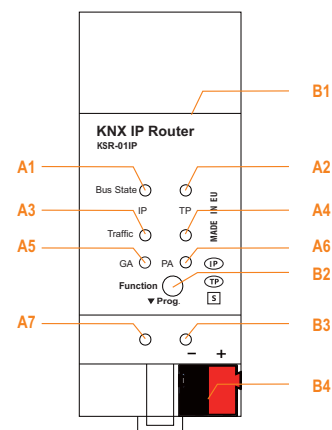 B1
KNX IP Router
KSR-01IP
A1
A2
Bus State
IP
TP
A3
A4
Traffic
MADE IN EU
A5
A6
GA
PA
IP
B2
TP
Function
S
▼ Prog.
A7
B3
− +
B4